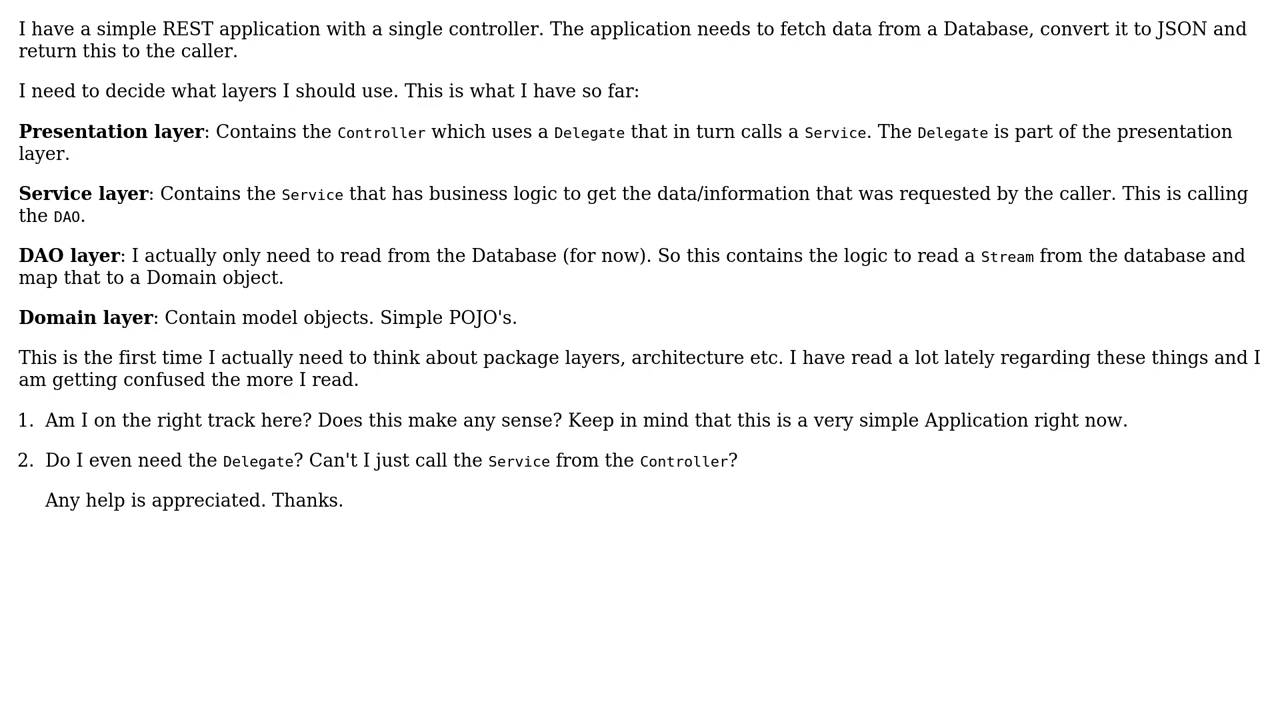 I have a simple REST application with a single controller. The application needs to fetch data from a Database, convert it to JSON and
return this to the caller.
I need to decide what layers I should use. This is what I have so far:
Presentation layer: Contains the Controller which uses a Delegate that in turn calls a Service. The Delegate is part of the presentation
layer.
Service layer: Contains the Service that has business logic to get the data/information that was requested by the caller. This is calling
the DAO.
DAO layer: I actually only need to read from the Database (for now). So this contains the logic to read a Stream from the database and
map that to a Domain object.
Domain layer: Contain model objects. Simple POJO's.
This is the first time I actually need to think about package layers, architecture etc. I have read a lot lately regarding these things and I
am getting confused the more I read.
1. Am I on the right track here? Does this make any sense? Keep in mind that this is a very simple Application right now.
2. Do I even need the Delegate? Can't I just call the Service from the Controller?
Any help is appreciated. Thanks.